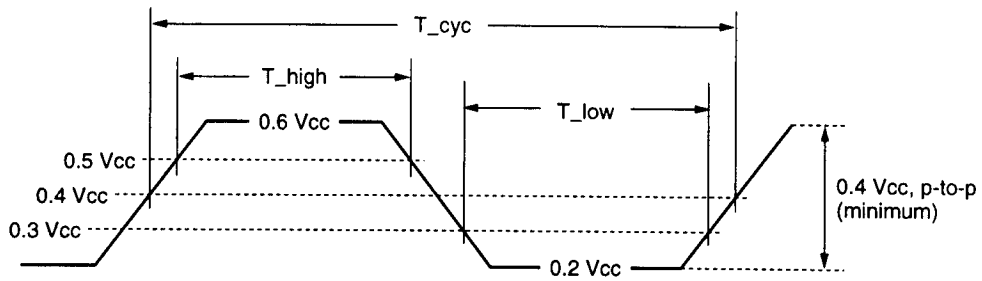 T_cyc
T_high
T_low
0.6 Vcc
0.5 Vcc
0.4 Vcc
0.4 Vcc, p-to-p
(minimum)
0.3 Vcc
0.2 Vcc